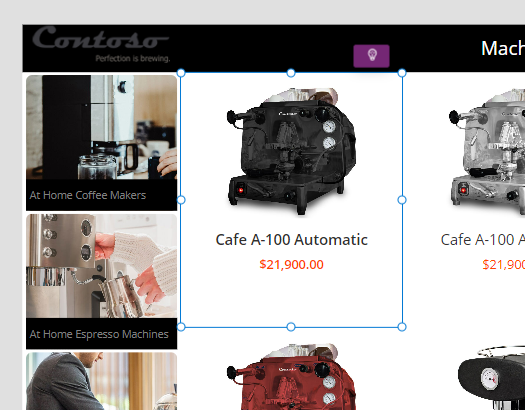 Contoso
Perfection is brewing.
Mach
At Home Coffee Makers
Cafe A-100 Automatic
$21,900.00
Cafe A-100 A
$21,900
At Home Espresso Machines